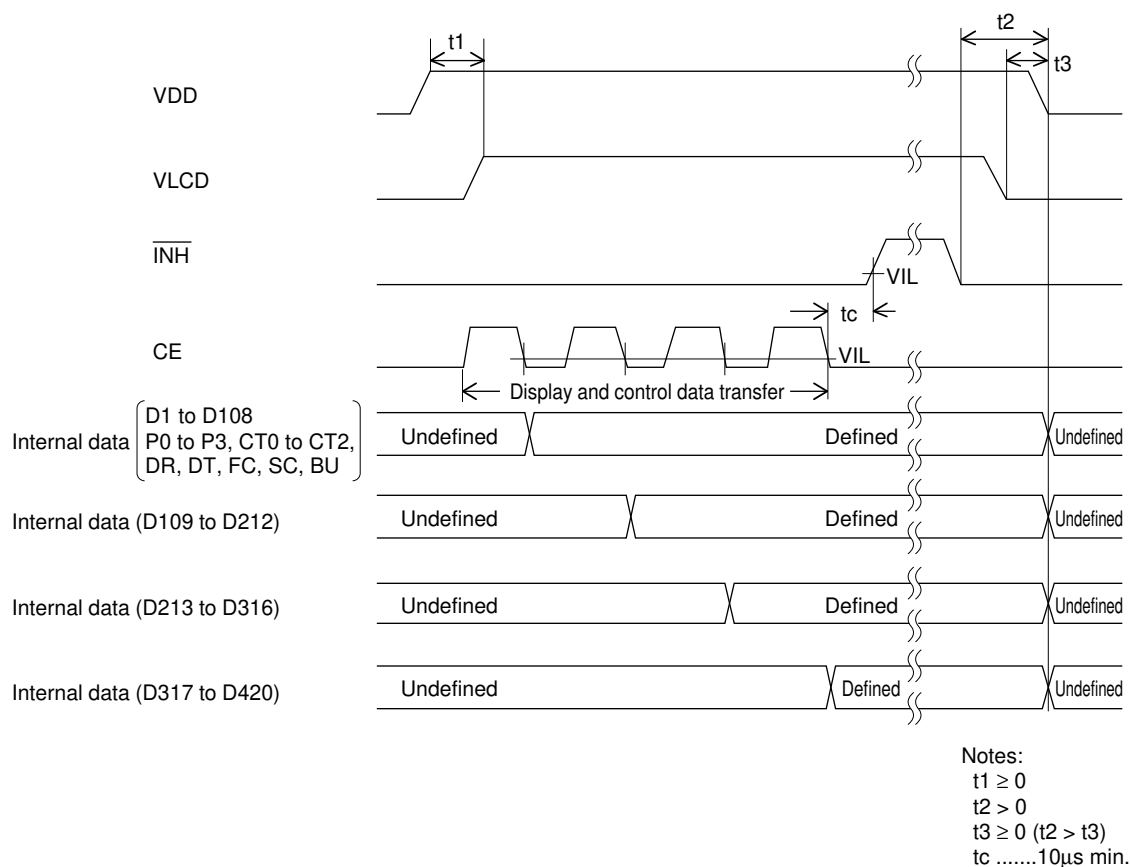 t1
t2
t3
VDD
VLCD
INH
VIL
tc
CE
VIL
Display and control data transfer
Internal data
D1 to D108
P0 to P3, CT0 to CT2,
DR, DT, FC, SC, BU
Undefined
Defined
Undefined
Internal data (D109 to D212)
Undefined
Defined
Undefined
Internal data (D213 to D316)
Undefined
Defined
Undefined
Internal data (D317 to D420)
Undefined
Defined
Undefined
Notes:
t1 ≥ 0
t2 > 0
t3 ≥ 0 (t2 > t3)
tc .......10μs min.